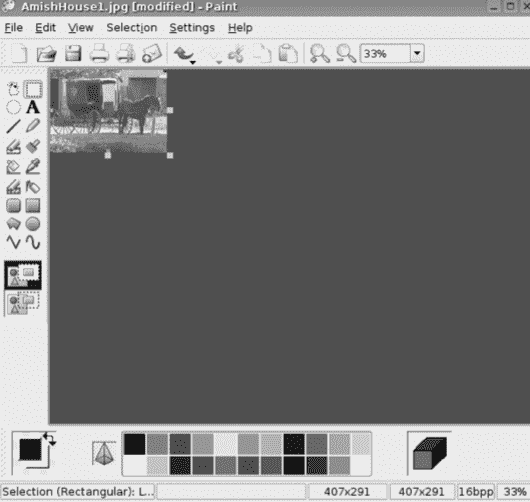 AmishHouse1.jpg [modified] - Paint
File Edit View Selection Settings Help
33%
A
Selection (Rectangular): L... 407x291 407x291 16bpp 33%